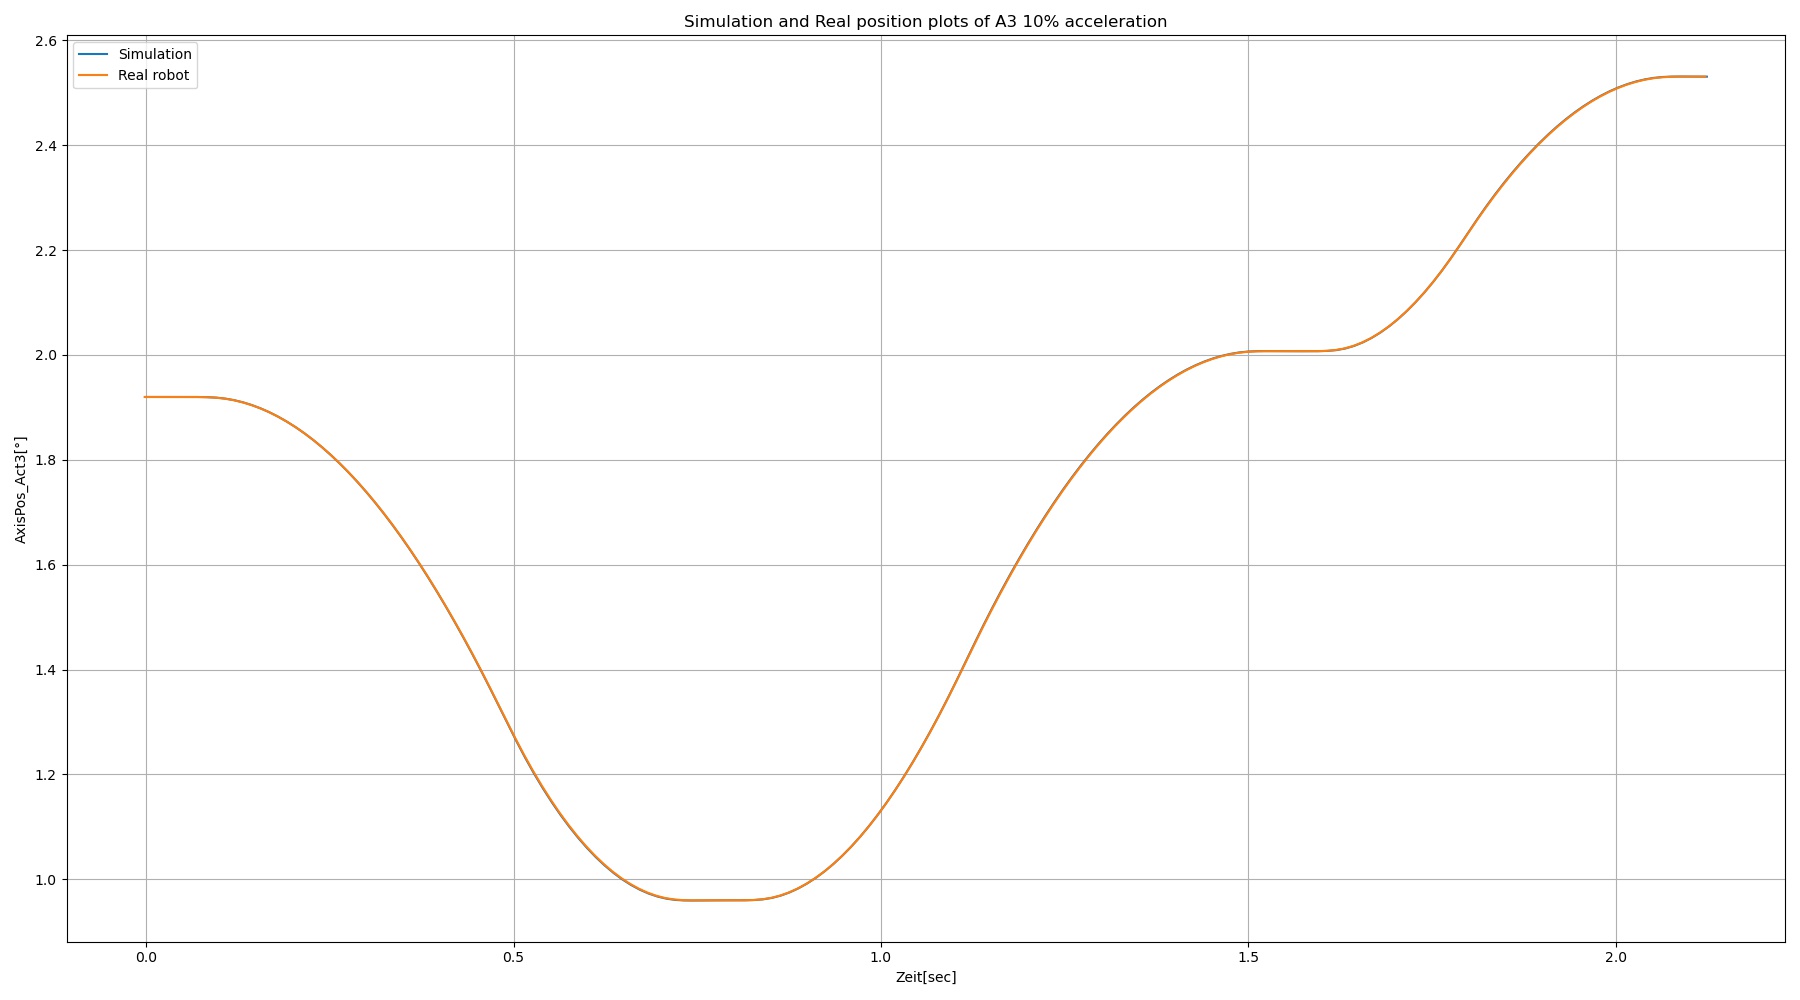 Simulation and Real position plots of A3 10% acceleration
Simulation
Real robot
2.6
2.4
2.2
2.0
1.8
1.6
1.4
1.2
1.0
AxisPos_Act3[°]
0.0 0.5 1.0 1.5 2.0
Zeit[sec]